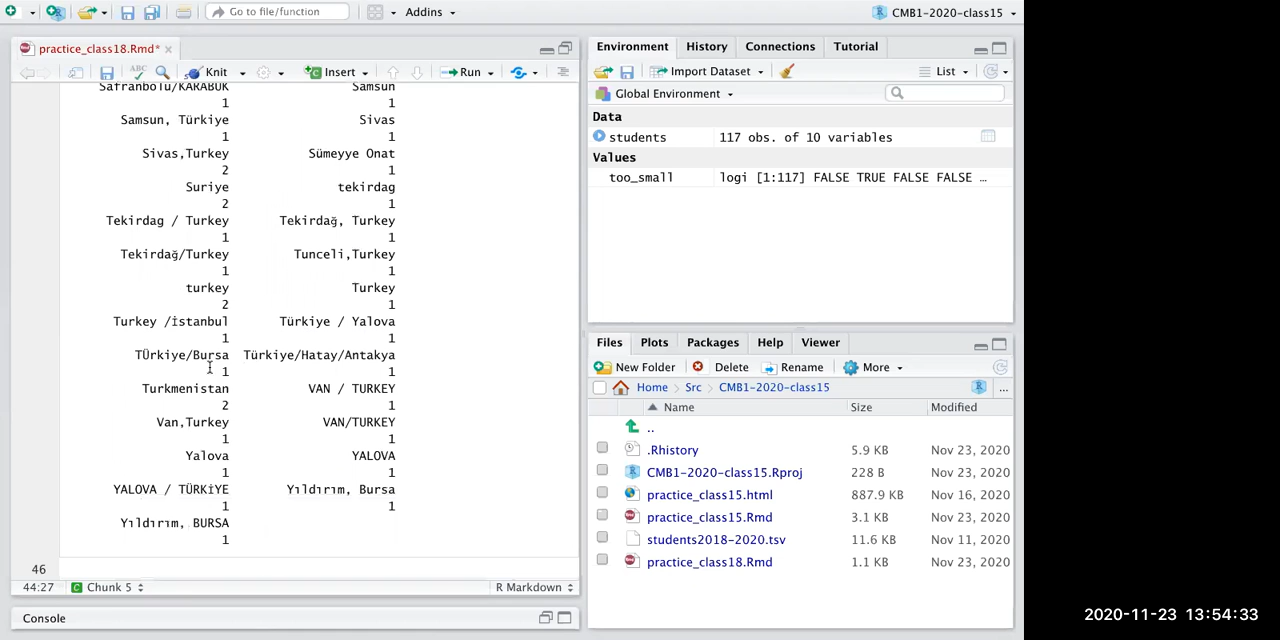 Go to file/function
Addins
CMB1-2020-class15
practice_class18.Rmd*
ABC
Knit
Insert
Run
Safranbolu/KARABÜK Samsun
1 1
Samsun, Türkiye Sivas
1 1
Sivas,Turkey Sümeyye Onat
2 1
Suriye tekirdag
2 1
Tekirdag / Turkey Tekirdağ, Turkey
1 1
Tekirdağ/Turkey Tunceli,Turkey
1 1
turkey Turkey
2 1
Turkey /İstanbul Türkiye / Yalova
1 1
TÜrkiye/Bursa Türkiye/Hatay/Antakya
1 1
Turkmenistan VAN / TURKEY
2 1
Van,Turkey VAN/TURKEY
1 1
Yalova YALOVA
1 1
YALOVA / TÜRKİYE Yıldırım, Bursa
1 1
Yıldırım, BURSA
1
46
44:27 Chunk 5 R Markdown
Console
Environment History Connections Tutorial
Import Dataset List
Global Environment
Data
students 117 obs. of 10 variables
Values
too_small logi [1:117] FALSE TRUE FALSE FALSE …
Files Plots Packages Help Viewer
New Folder Delete Rename More
Home Src CMB1-2020-class15 ...
Name Size Modified
..
.Rhistory 5.9 KB Nov 23, 2020
CMB1-2020-class15.Rproj 228 B Nov 23, 2020
practice_class15.html 887.9 KB Nov 16, 2020
practice_class15.Rmd 3.1 KB Nov 23, 2020
students2018-2020.tsv 11.6 KB Nov 11, 2020
practice_class18.Rmd 1.1 KB Nov 23, 2020
2020-11-23 13:54:33